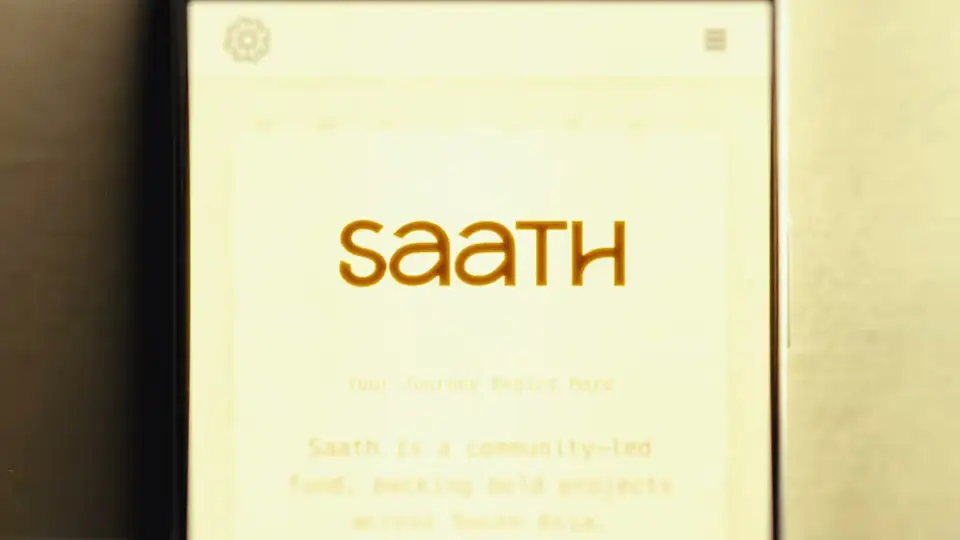 saaTH
Your Journey Begins Here
Saath is a community-led
fund, backing bold projects
across South Asia.